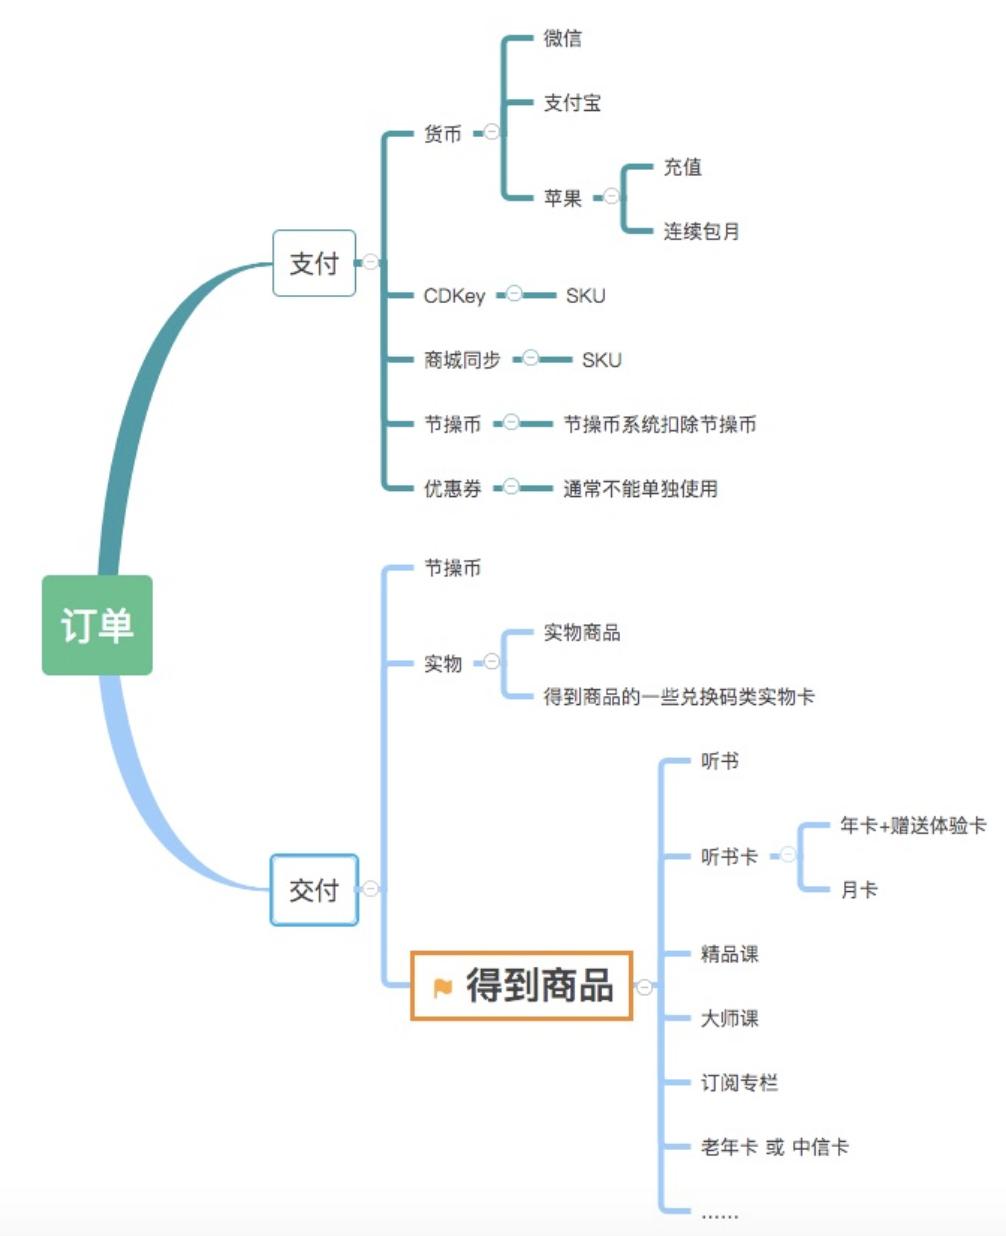 订单
支付
货币
微信
支付宝
苹果
充值
连续包月
CDKey
SKU
商城同步
SKU
节操币
节操币系统扣除节操币
优惠券
通常不能单独使用
交付
节操币
实物
实物商品
得到商品的一些兑换码类实物卡
得到商品
听书
听书卡
年卡+赠送体验卡
月卡
精品课
大师课
订阅专栏
老年卡 或 中信卡
……